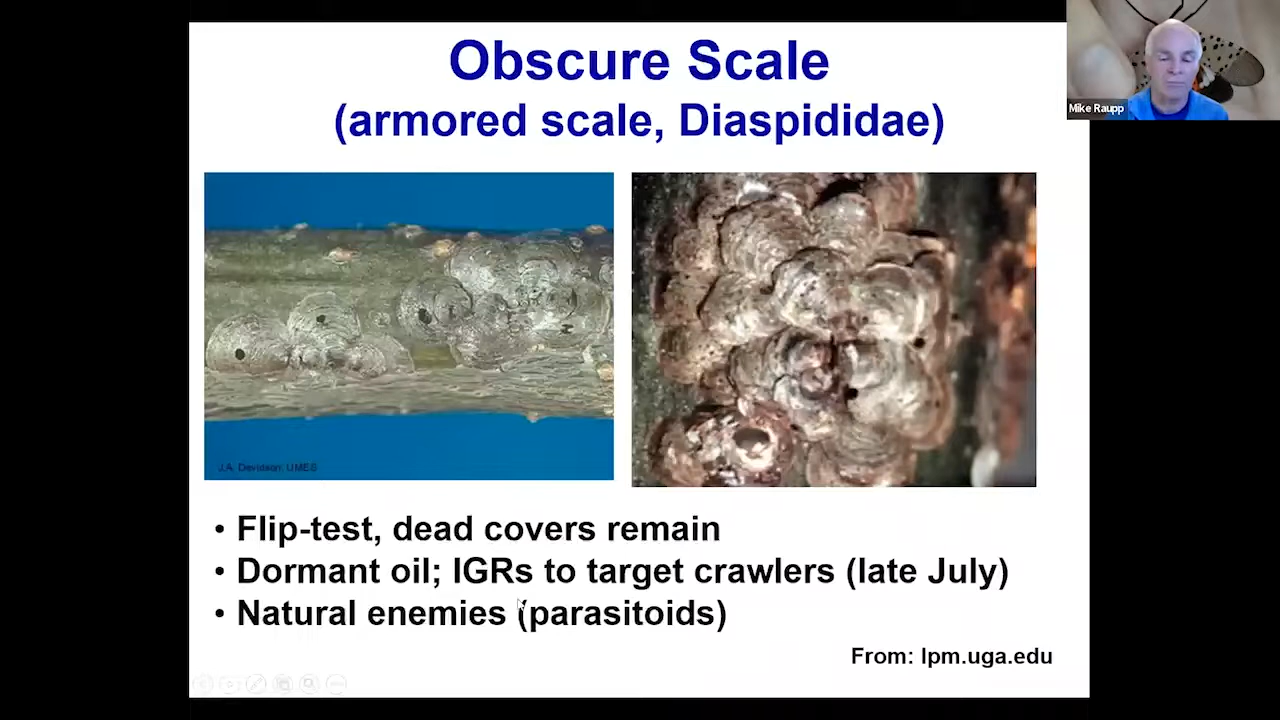 Obscure Scale
(armored scale, Diaspididae)
Mike Raupp
J.A. Davidson, UMES
• Flip-test, dead covers remain
• Dormant oil; IGRs to target crawlers (late July)
• Natural enemies (parasitoids)
From: Ipm.uga.edu